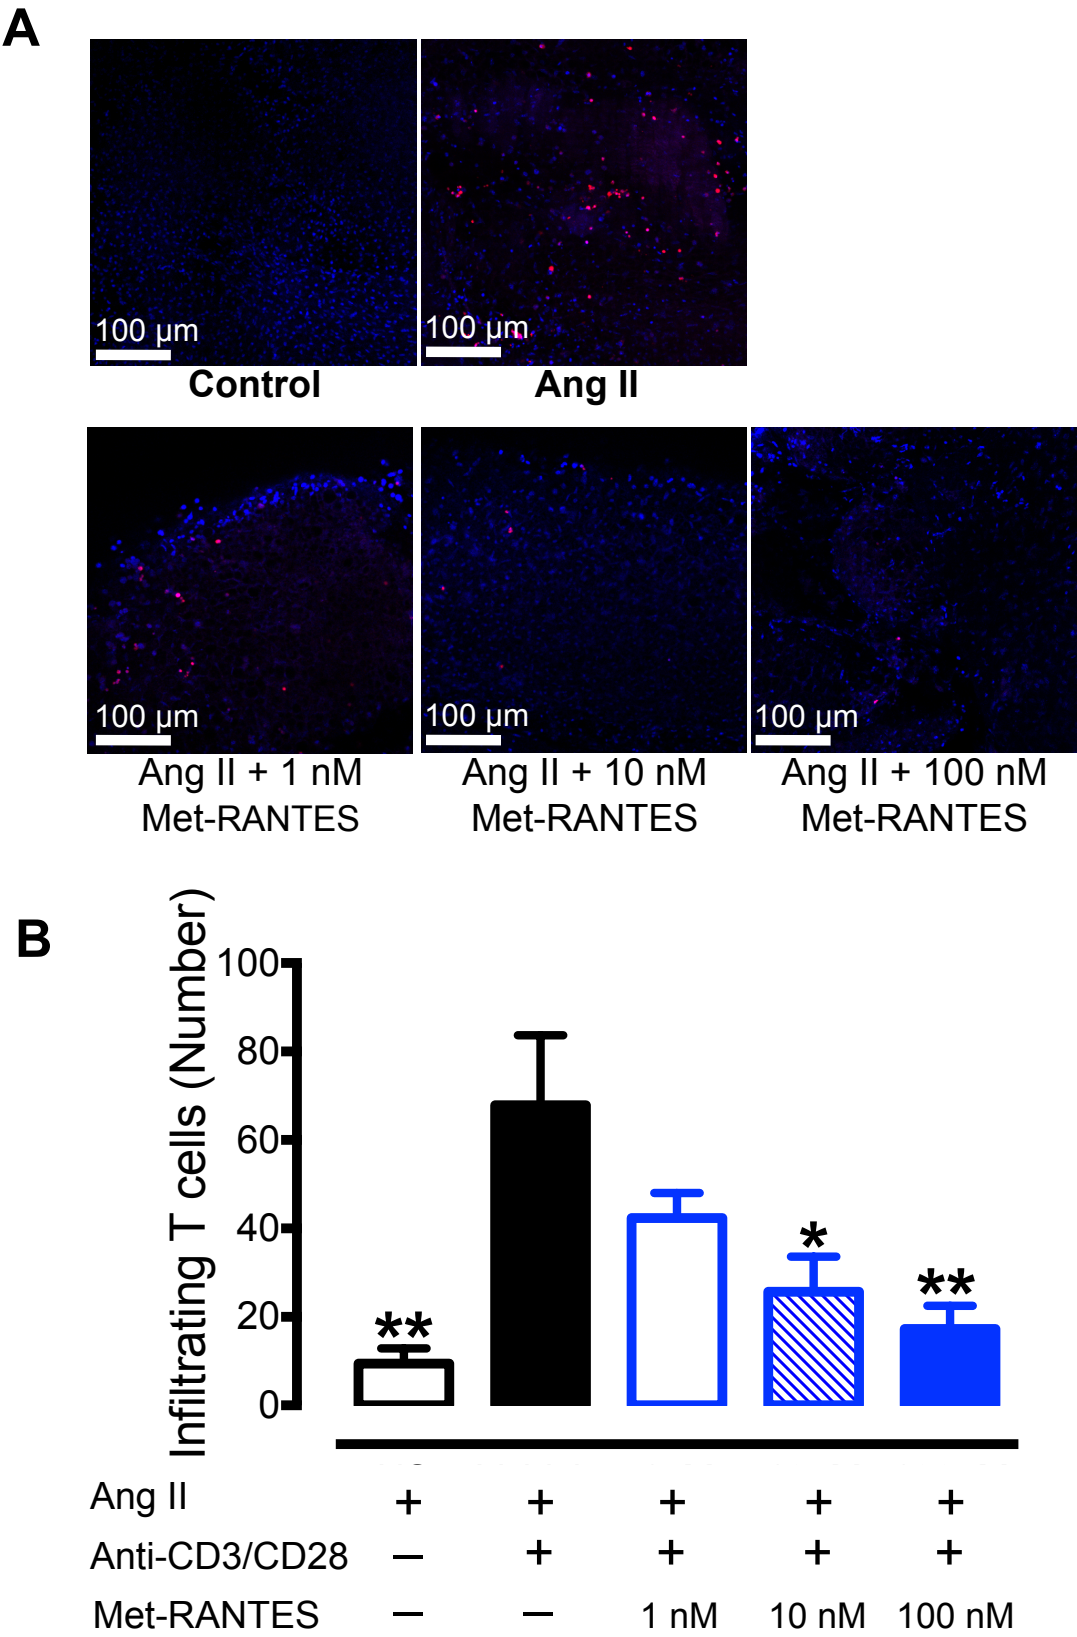 A
100 µm
100 µm
Control
Ang II
100 µm
100 µm
100 µm
Ang II + 1 nM
Met-RANTES
Ang II + 10 nM
Met-RANTES
Ang II + 100 nM
Met-RANTES
B
Infiltrating T cells (Number)
100
80
60
40
20
0
**
*
**
Ang II + + + + +
Anti-CD3/CD28 – + + + +
Met-RANTES – – 1 nM 10 nM 100 nM